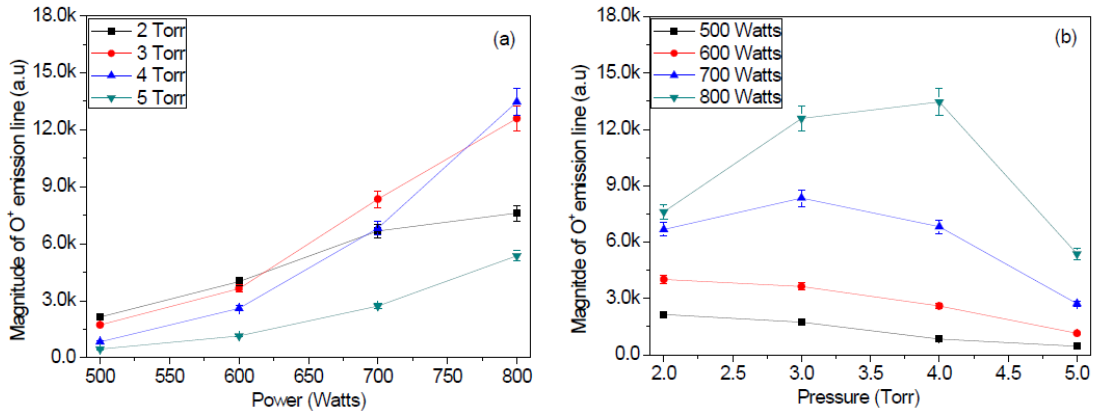 18.0k
15.0k
12.0k
9.0k
6.0k
3.0k
0.0
Magnitude of O⁺ emission line (a.u)
2 Torr
3 Torr
4 Torr
5 Torr
(a)
500 550 600 650 700 750 800
Power (Watts)
18.0k
15.0k
12.0k
9.0k
6.0k
3.0k
0.0
Magnitde of O⁺ emission line (a.u)
500 Watts
600 Watts
700 Watts
800 Watts
(b)
2.0 2.5 3.0 3.5 4.0 4.5 5.0
Pressure (Torr)